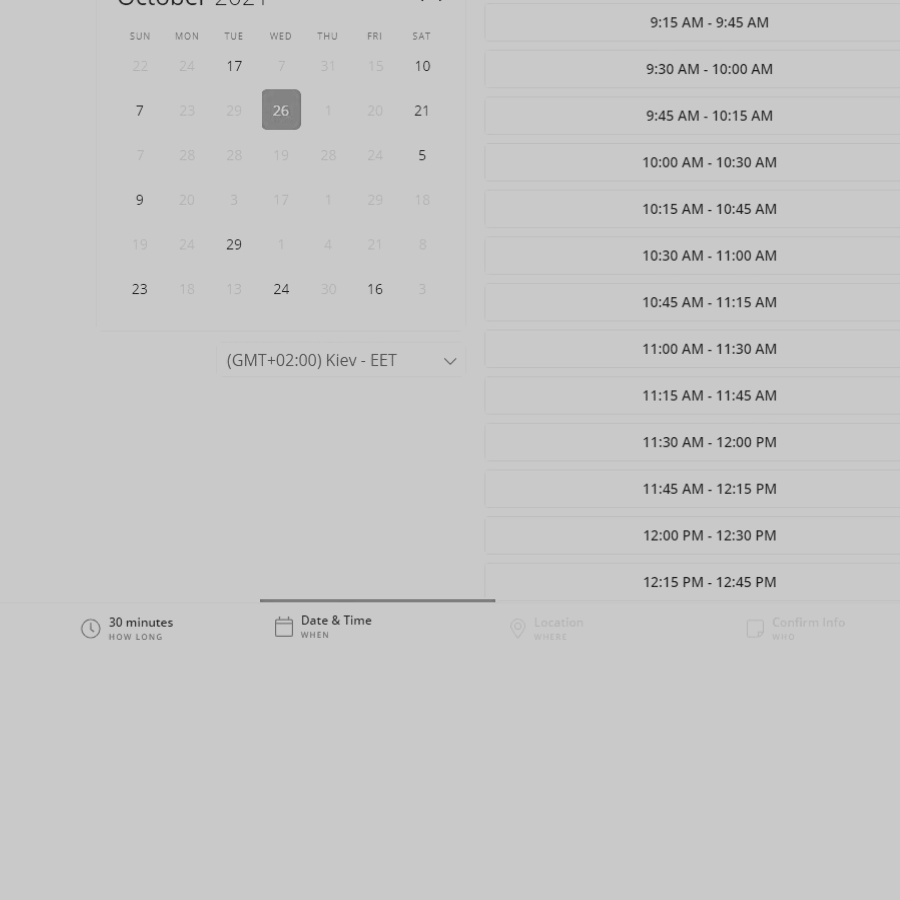 October 2021
SUN MON TUE WED THU FRI SAT
22 24 17 7 31 15 10
7 23 29 26 1 20 21
7 28 28 19 28 24 5
9 20 3 17 1 29 18
19 24 29 1 4 21 8
23 18 13 24 30 16 3
(GMT+02:00) Kiev - EET
9:15 AM - 9:45 AM
9:30 AM - 10:00 AM
9:45 AM - 10:15 AM
10:00 AM - 10:30 AM
10:15 AM - 10:45 AM
10:30 AM - 11:00 AM
10:45 AM - 11:15 AM
11:00 AM - 11:30 AM
11:15 AM - 11:45 AM
11:30 AM - 12:00 PM
11:45 AM - 12:15 PM
12:00 PM - 12:30 PM
12:15 PM - 12:45 PM
30 minutes
HOW LONG
Date & Time
WHEN
Location
WHERE
Confirm Info
WHO